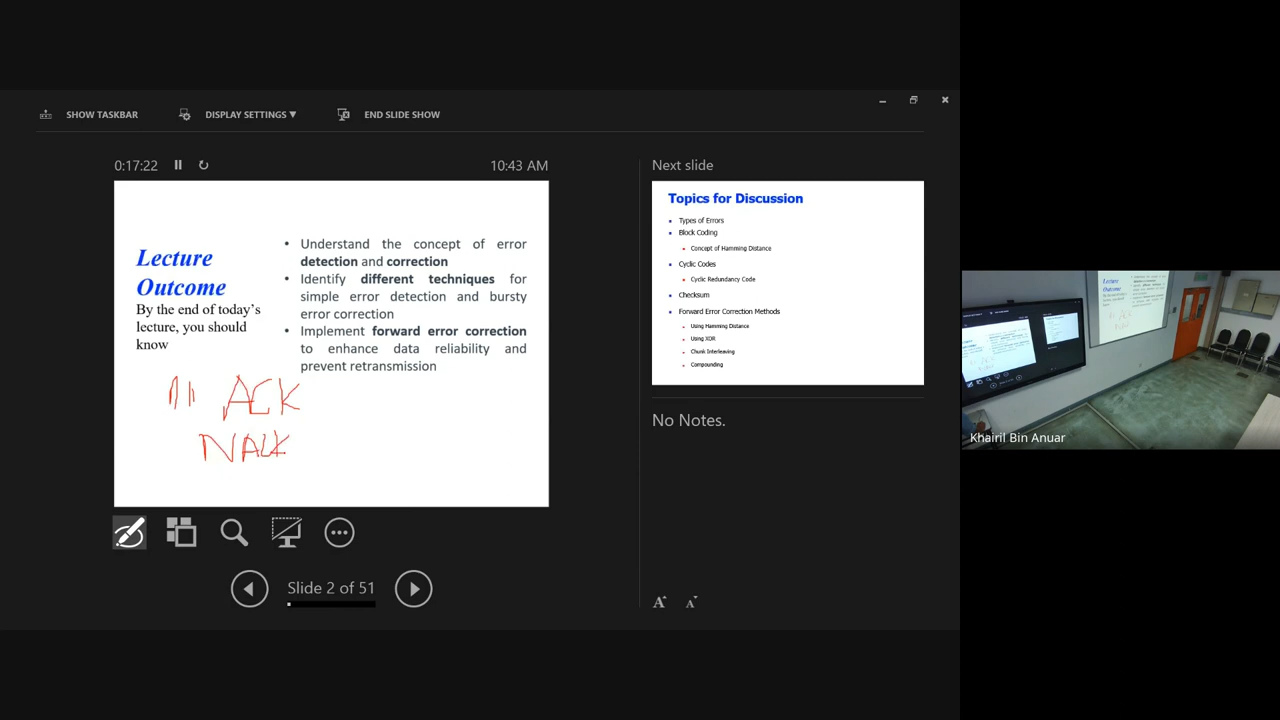 SHOW TASKBAR
DISPLAY SETTINGS ▼
END SLIDE SHOW
0:17:22
10:43 AM
Lecture
Outcome
By the end of today's
lecture, you should
know
• Understand the concept of error
detection and correction
• Identify different techniques for
simple error detection and bursty
error correction
• Implement forward error correction
to enhance data reliability and
prevent retransmission
ACK
NACK
Slide 2 of 51
Next slide
Topics for Discussion
Types of Errors
Block Coding
Concept of Hamming Distance
Cyclic Codes
Cyclic Redundancy Code
Checksum
Forward Error Correction Methods
Using Hamming Distance
Using XOR
Chunk Interleaving
Compounding
No Notes.
A A
Lecture
Outcome
Khairil Bin Anuar